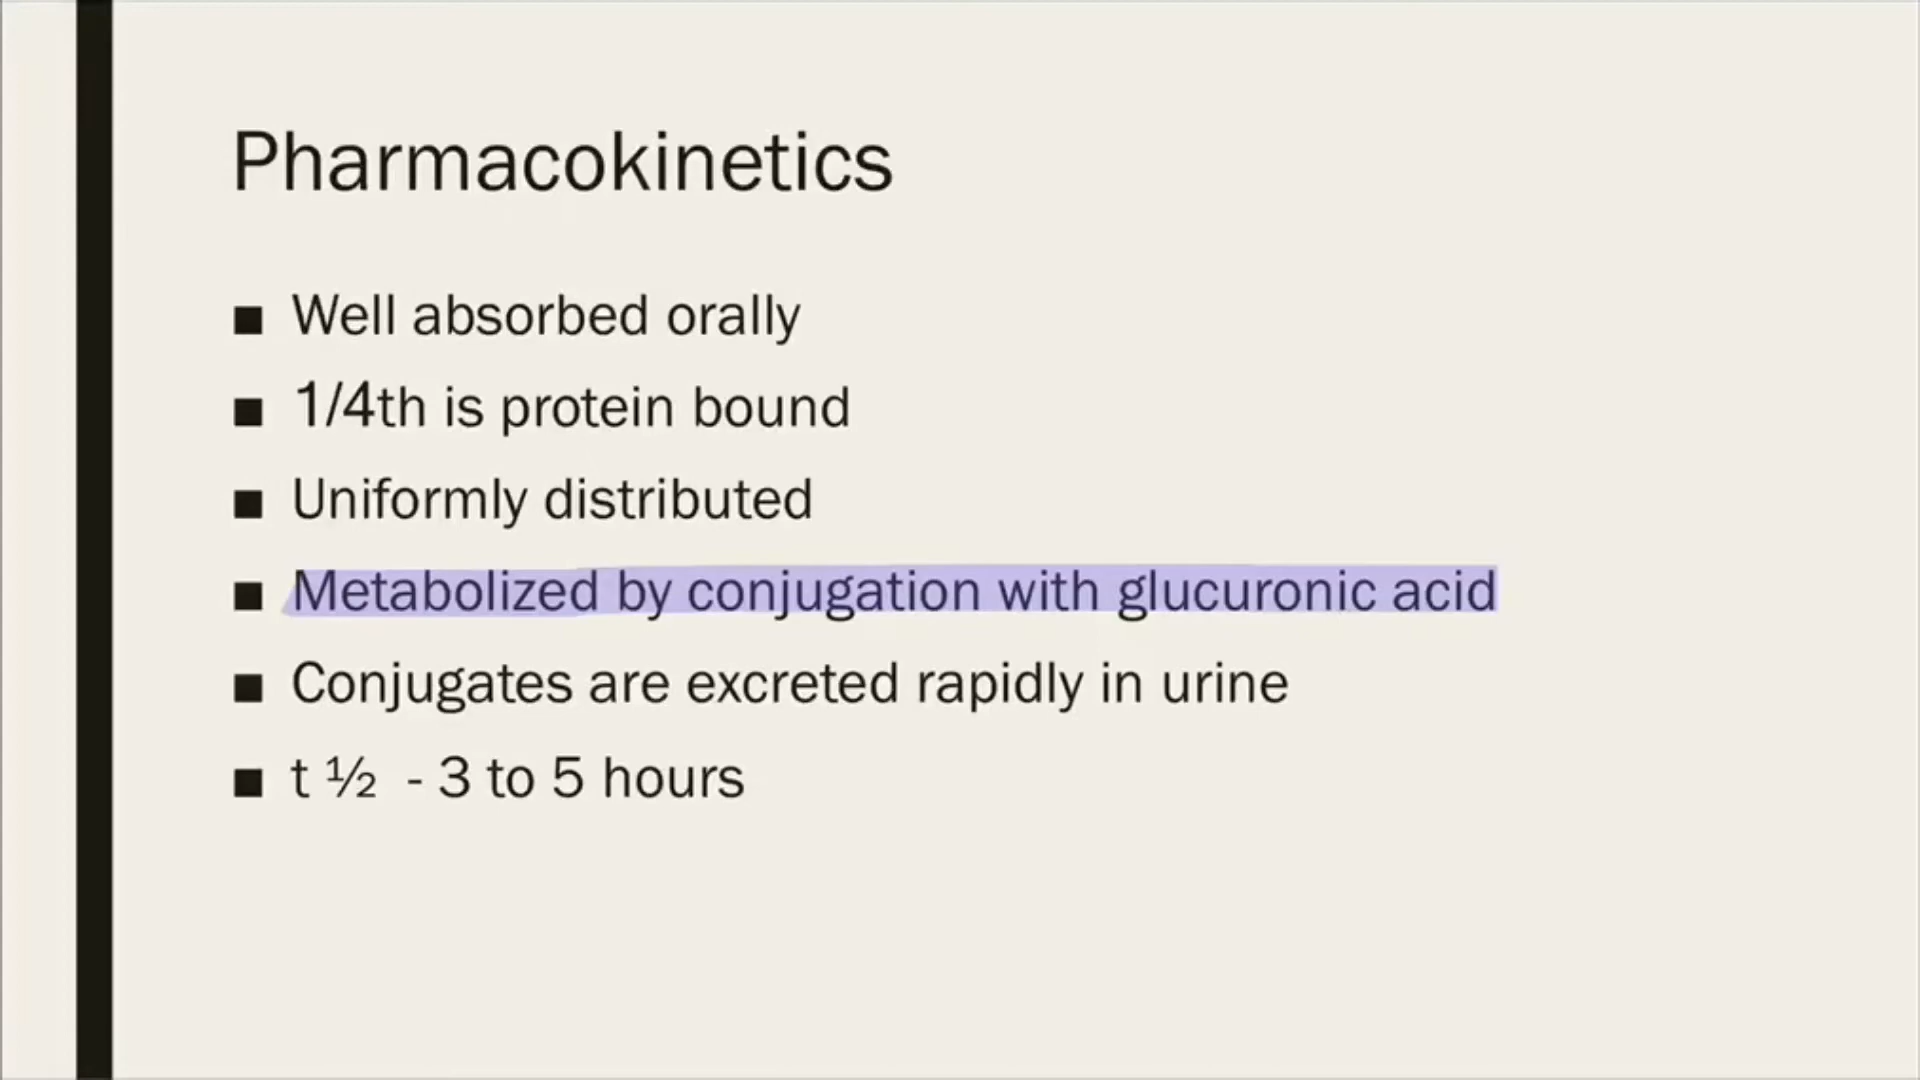 Pharmacokinetics
■ Well absorbed orally
■ 1/4th is protein bound
■ Uniformly distributed
■ Metabolized by conjugation with glucuronic acid
■ Conjugates are excreted rapidly in urine
■ t ½ - 3 to 5 hours